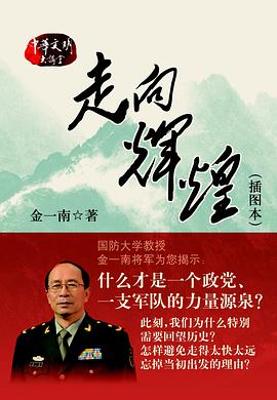 中华文明
大讲堂
走向
辉煌
（插图本）
金一南☆著
国防大学教授
金一南将军为您揭示：
什么才是一个政党、
一支军队的力量源泉？
此刻，我们为什么特别
需要回望历史？
怎样避免走得太快太远
忘掉当初出发的理由？